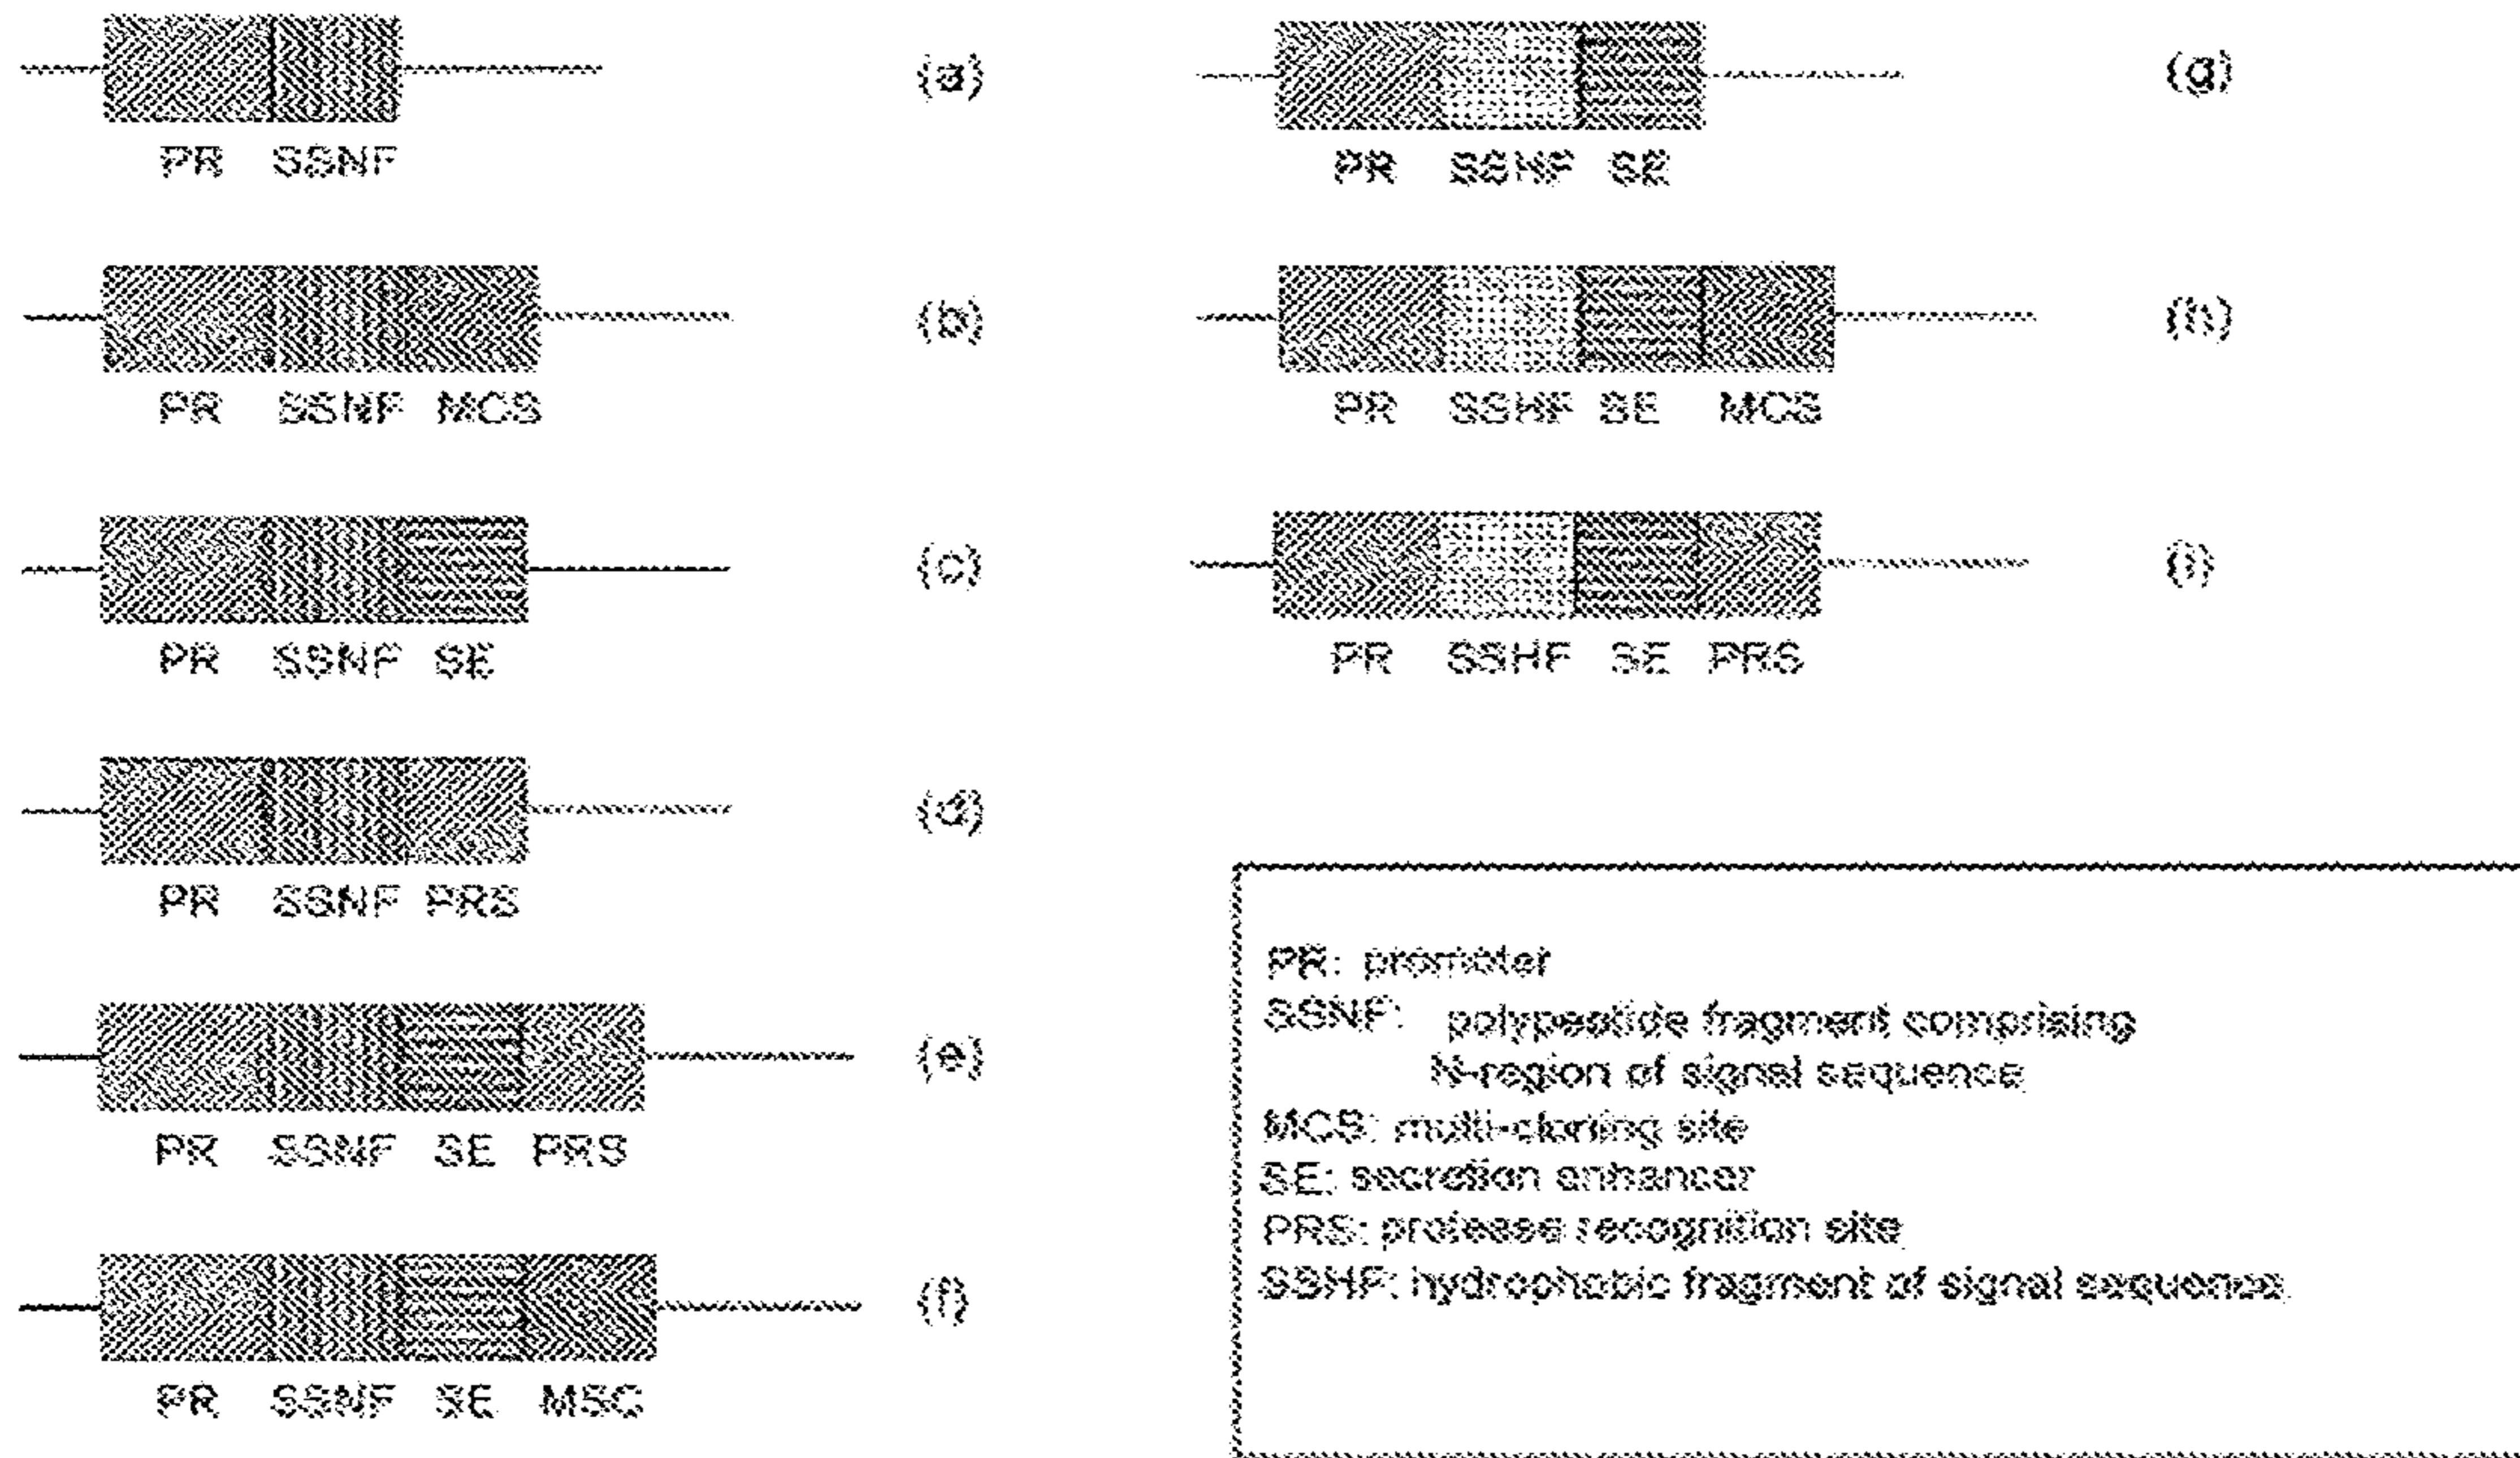 (a)
PR SSNF
(b)
PR SSNF MCS
(c)
PR SSNF SE
(d)
PR SSNF PRS
(e)
PR SSNF SE PRS
(f)
PR SSNF SE MSC
(g)
PR SSHF SE
(h)
PR SSHF SE MCS
(i)
PR SSHF SE PRS
PR: promoter
SSNF: polypeptide fragment comprising
N-region of signal sequence
MCS: multi-cloning site
SE: secretion enhancer
PRS: protease recognition site
SSHF: hydrophobic fragment of signal sequence